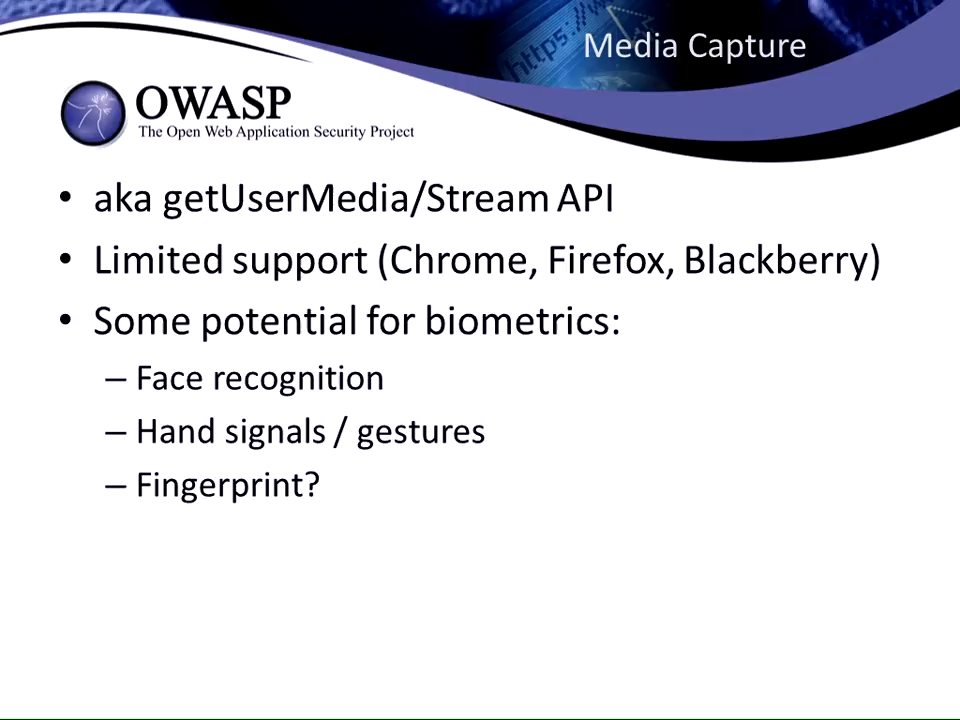 https://w
Media Capture
OWASP
The Open Web Application Security Project
• aka getUserMedia/Stream API
• Limited support (Chrome, Firefox, Blackberry)
• Some potential for biometrics:
– Face recognition
– Hand signals / gestures
– Fingerprint?